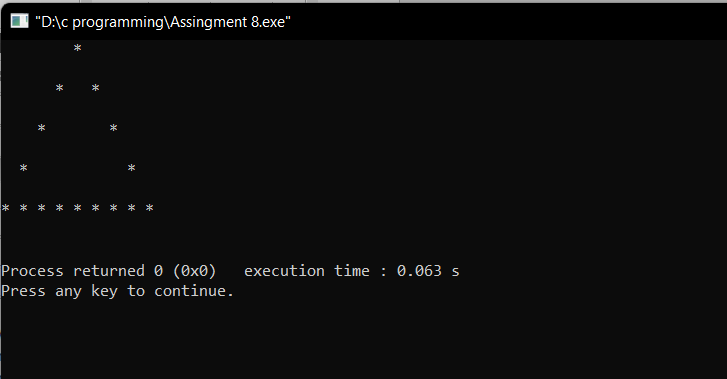 "D:\c programming\Assingment 8.exe"
        *
      *   *
    *       *
  *           *
* * * * * * * * *
Process returned 0 (0x0)   execution time : 0.063 s
Press any key to continue.